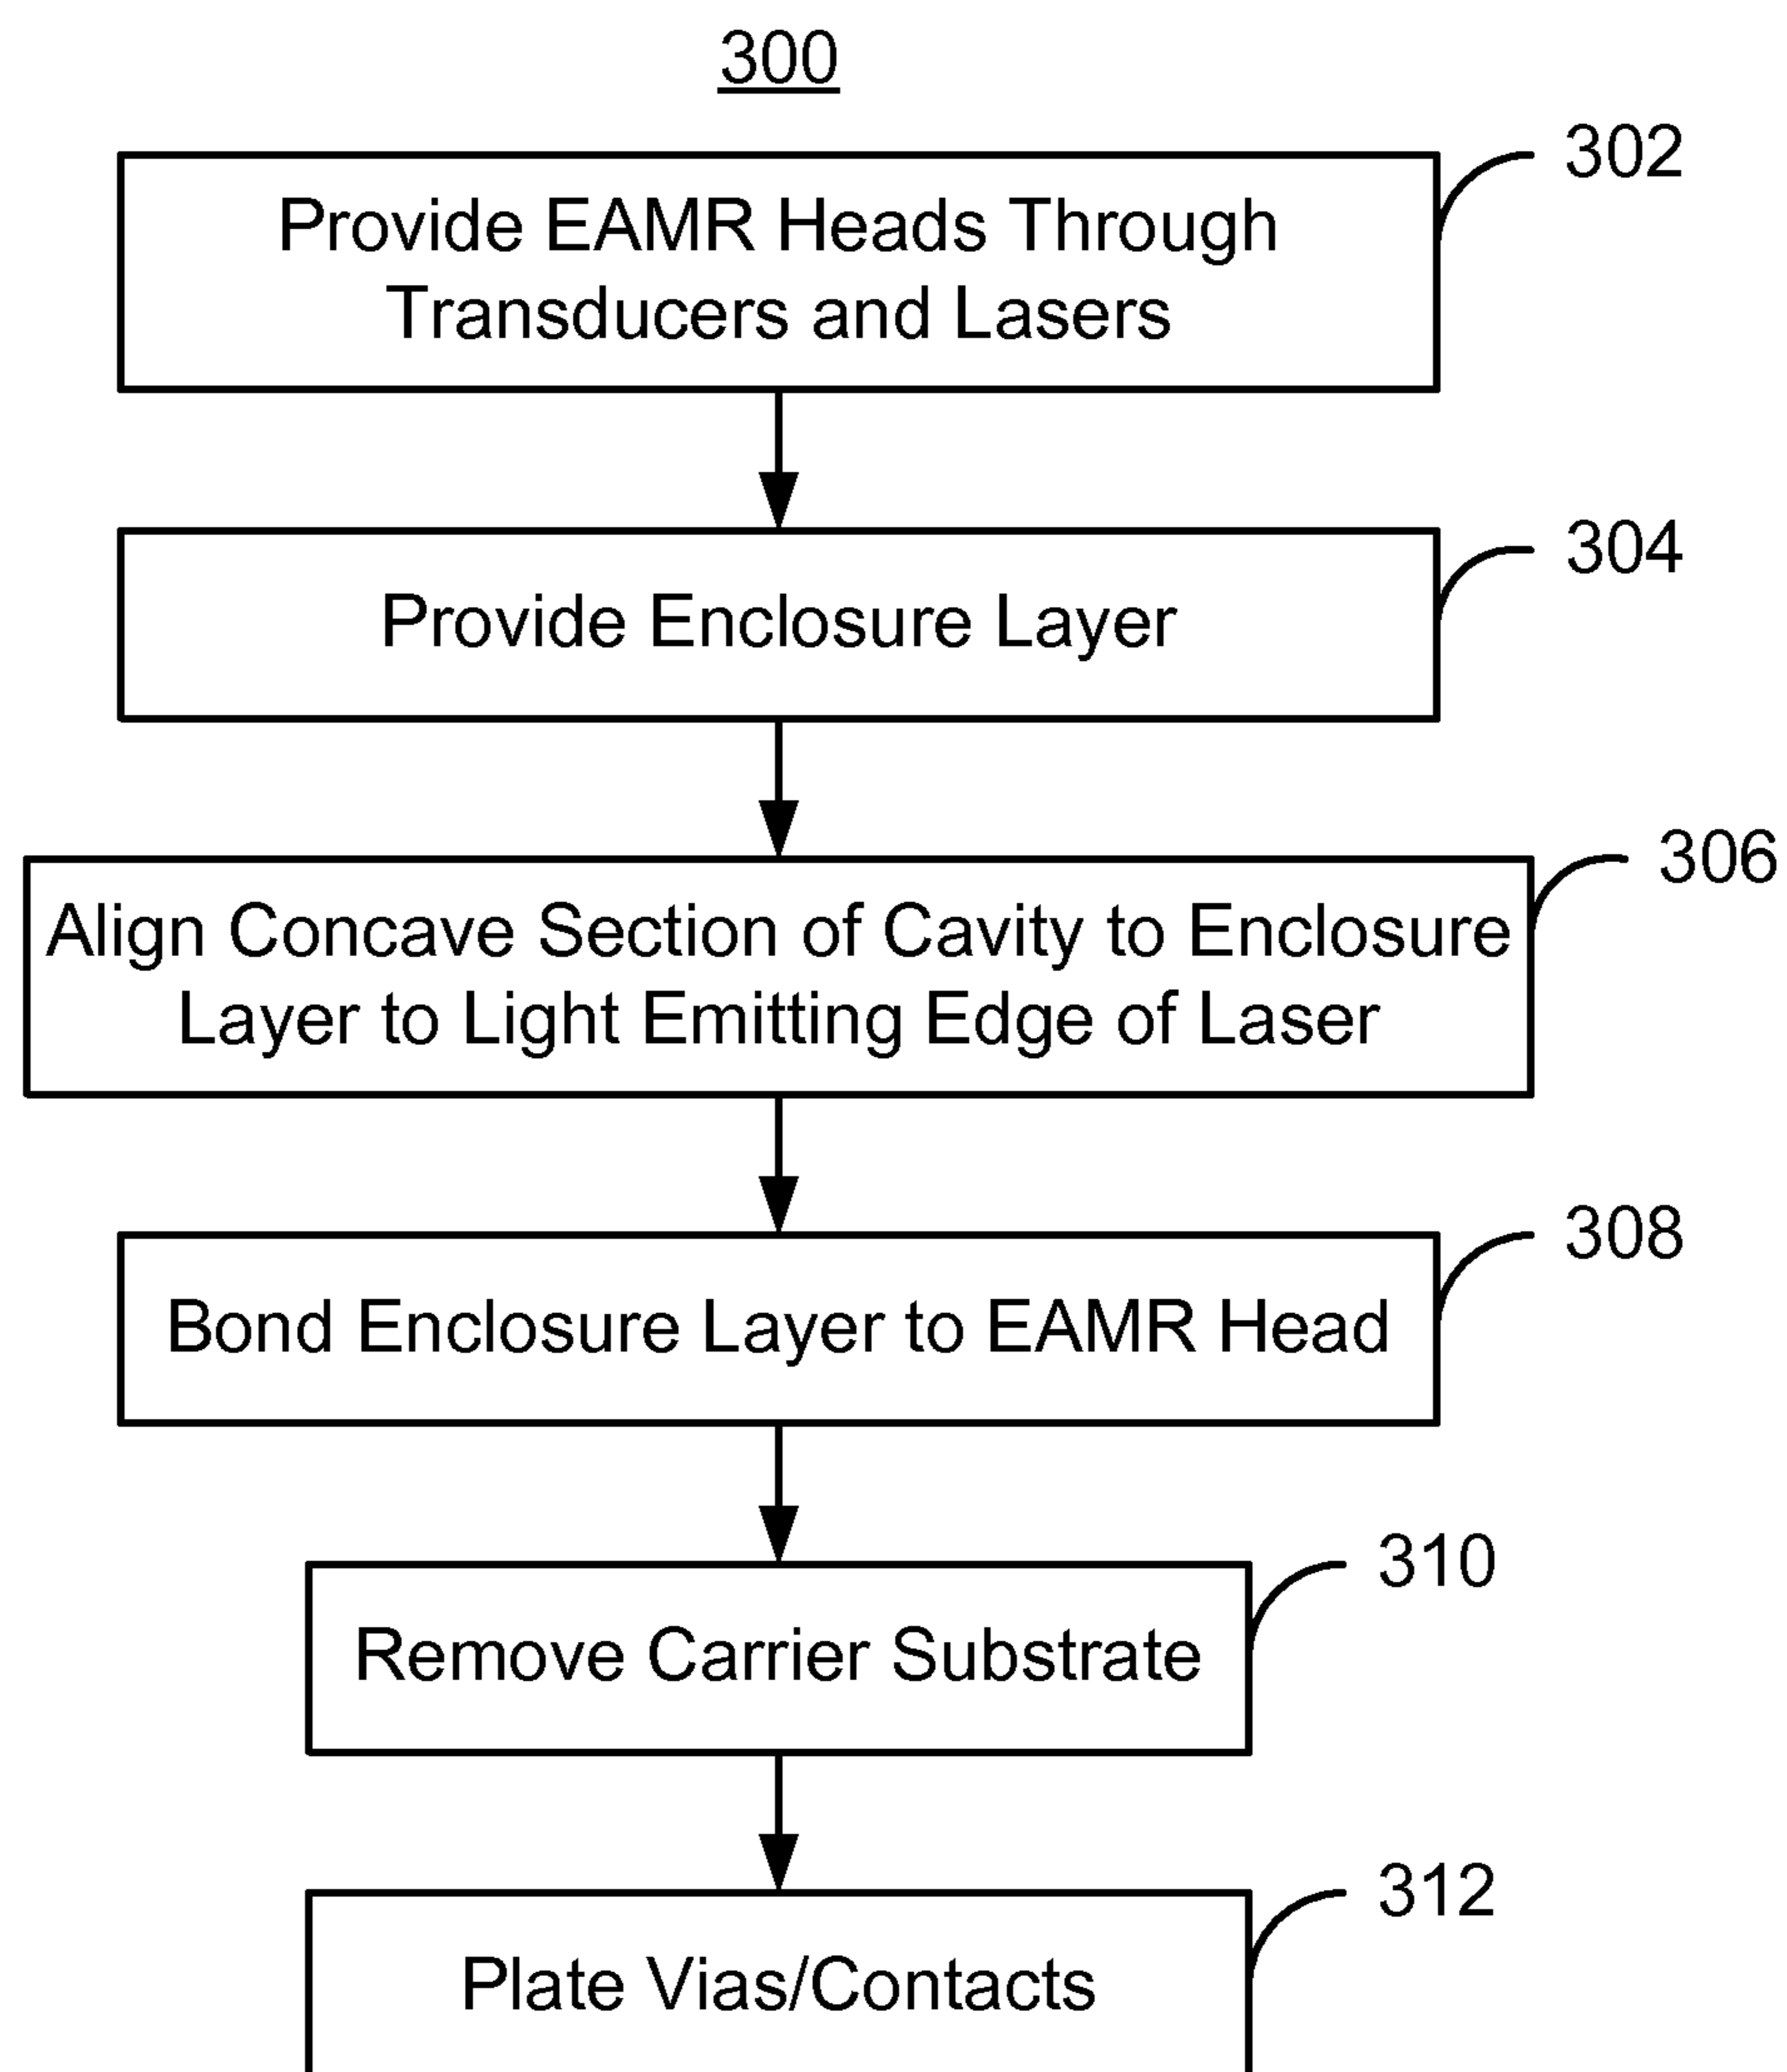 300
302
Provide EAMR Heads Through
Transducers and Lasers
304
Provide Enclosure Layer
306
Align Concave Section of Cavity to Enclosure
Layer to Light Emitting Edge of Laser
308
Bond Enclosure Layer to EAMR Head
310
Remove Carrier Substrate
312
Plate Vias/Contacts